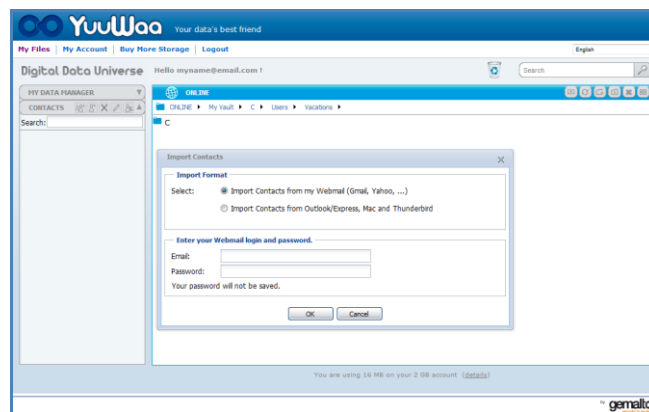 YuuWaa Your data's best friend
My Files | My Account | Buy More Storage | Logout English
Digital Data Universe Hello myname@email.com ! Search
MY DATA MANAGER ONLINE
CONTACTS ONLINE My Vault C Users Vacations
Search: C
Import Contacts
Import Format
Select: Import Contacts from my Webmail (Gmail, Yahoo, ...)
Import Contacts from Outlook/Express, Mac and Thunderbird
Enter your Webmail login and password.
Email:
Password:
Your password will not be saved.
OK Cancel
You are using 16 MB on your 2 GB account (details)
by gemalto